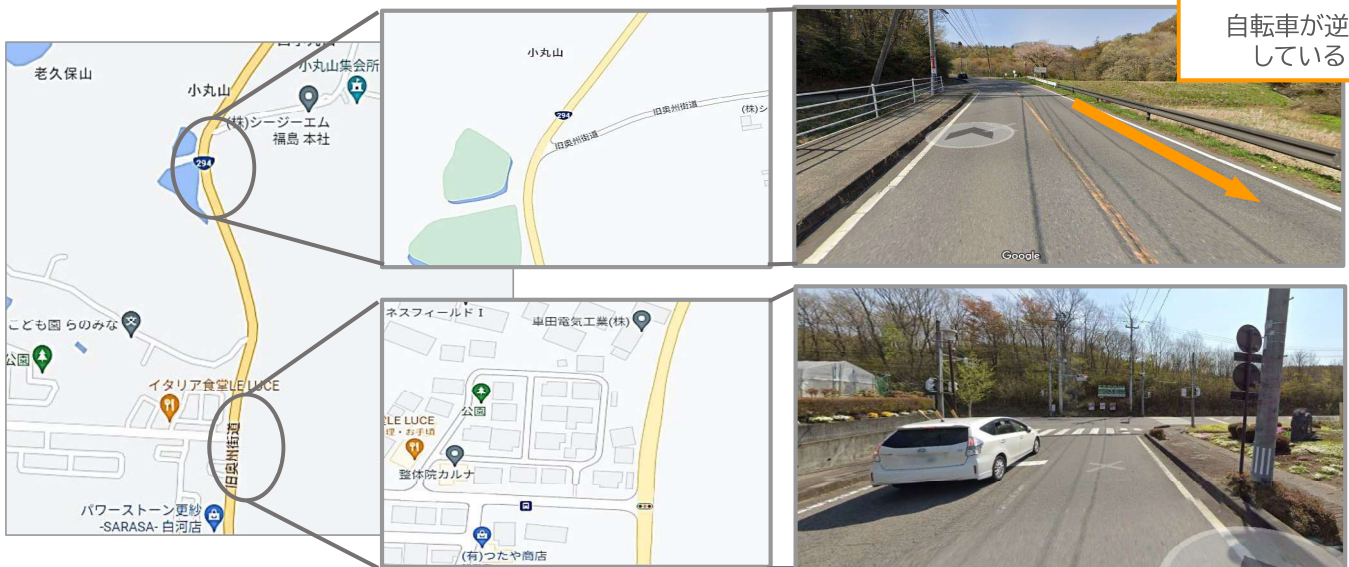 自転車が逆
している
老久保山
小丸山
小丸山集会所
(株)シージーエム
福島 本社
294
こども園 らのみな
公園
イタリア食堂LE LUCE
旧奥州街道
パワーストーン更紗
-SARASA- 白河店
小丸山
294
旧奥州街道
旧奥州街道
(株)シ
Google
ネスフィールド I
車田電気工業(株)
公園
LE LUCE
理・お手頃
整体院カルナ
(有)つたや商店